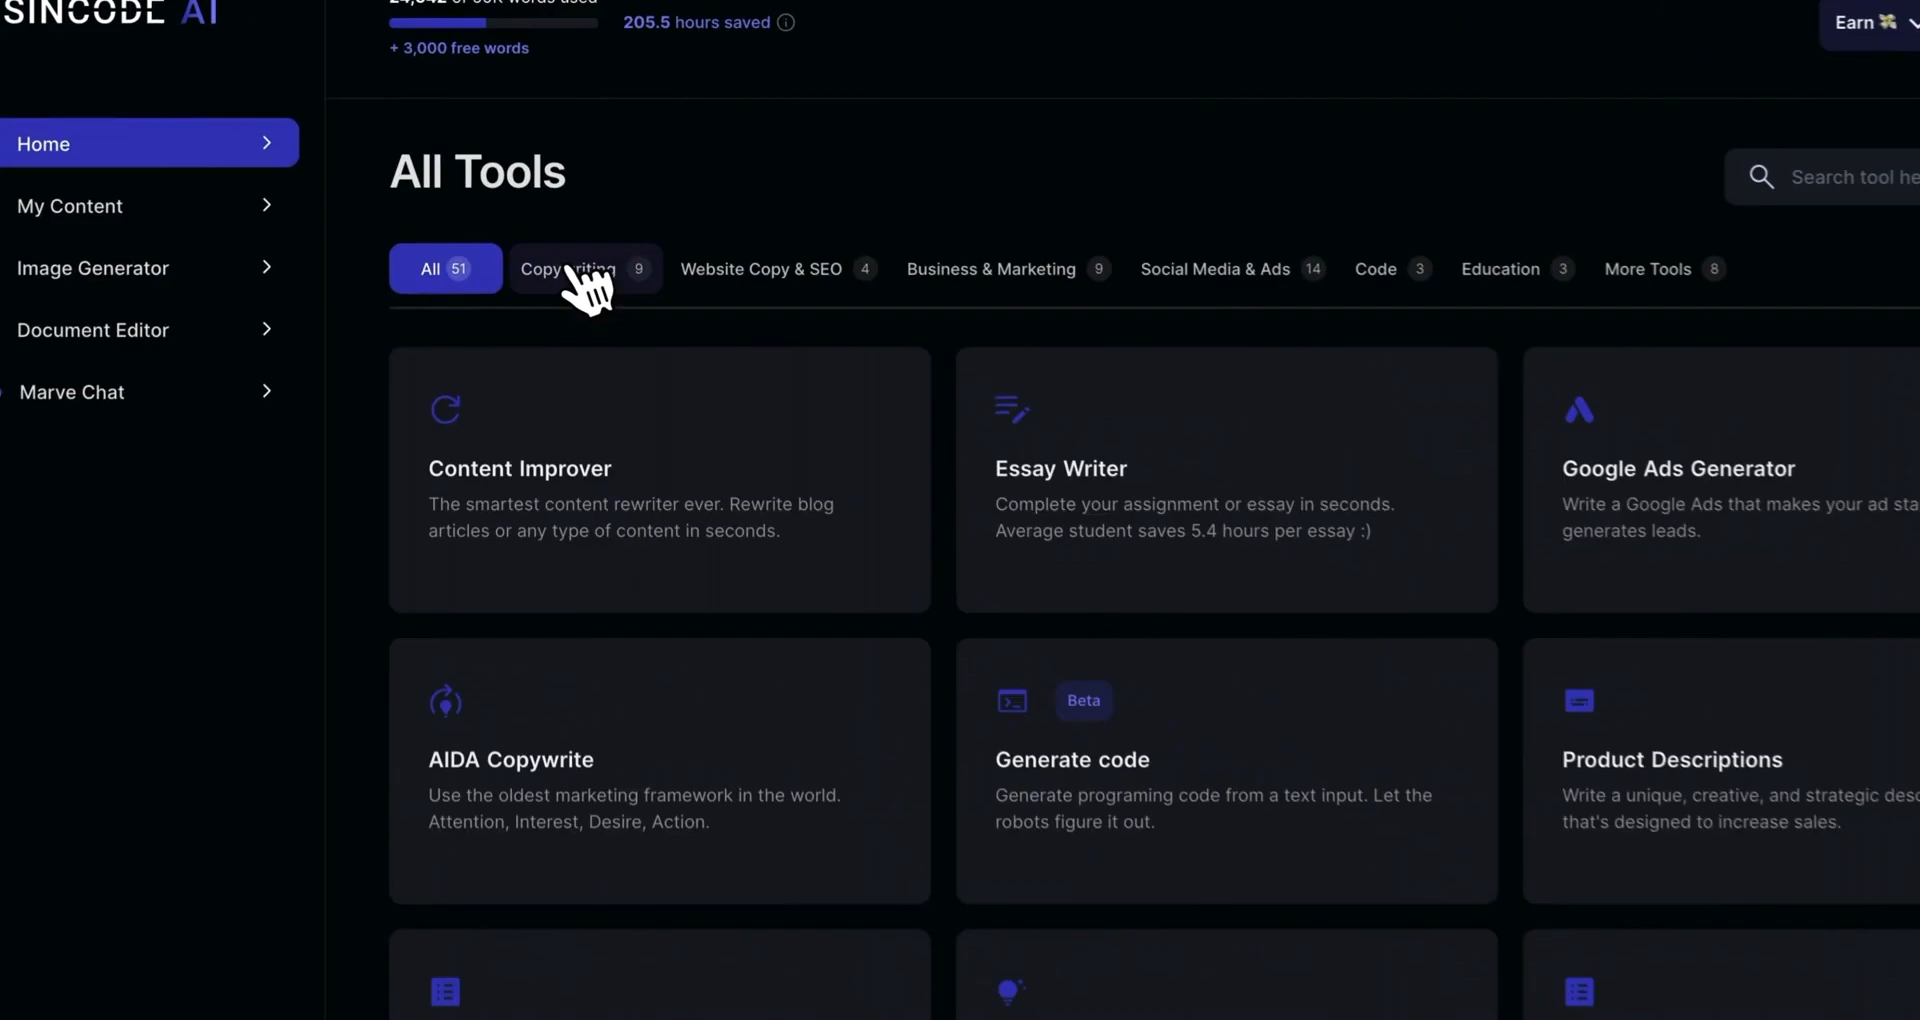 SINCODE AI
words used
205.5 hours saved
+ 3,000 free words
Earn
Home
My Content
Image Generator
Document Editor
Marve Chat
All Tools
Search tool he
All 51
Copywriting 9
Website Copy & SEO 4
Business & Marketing 9
Social Media & Ads 14
Code 3
Education 3
More Tools 8
Content Improver
The smartest content rewriter ever. Rewrite blog
articles or any type of content in seconds.
Essay Writer
Complete your assignment or essay in seconds.
Average student saves 5.4 hours per essay :)
Google Ads Generator
Write a Google Ads that makes your ad sta
generates leads.
AIDA Copywrite
Use the oldest marketing framework in the world.
Attention, Interest, Desire, Action.
Beta
Generate code
Generate programing code from a text input. Let the
robots figure it out.
Product Descriptions
Write a unique, creative, and strategic desc
that's designed to increase sales.